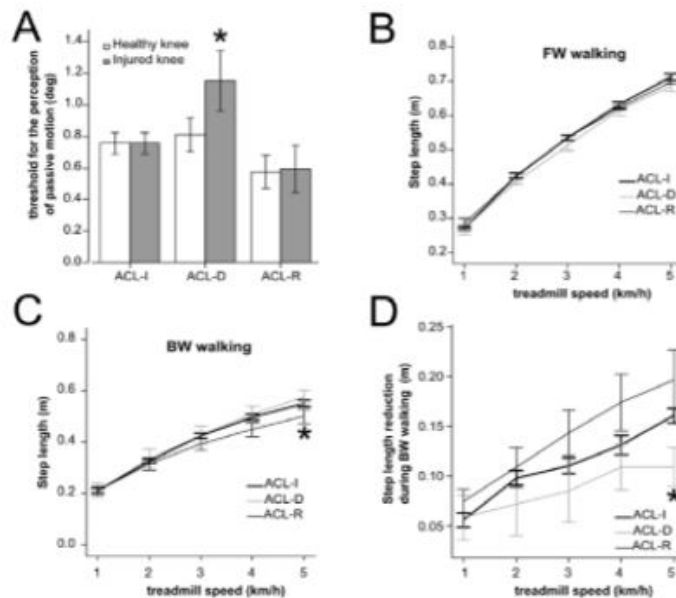 A
Healthy knee
Injured knee
*
threshold for the perception
of passive motion (deg)
1.4
1.2
1.0
0.8
0.6
0.4
0.2
0.0
ACL-I
ACL-D
ACL-R
B
FW walking
Step length (m)
0.7
0.6
0.5
0.4
0.3
0.2
ACL-I
ACL-D
ACL-R
1 2 3 4 5
treadmill speed (km/h)
C
BW walking
Step length (m)
0.8
0.6
0.4
0.2
0.0
*
ACL-I
ACL-D
ACL-R
1 2 3 4 5
treadmill speed (km/h)
D
Step length reduction
during BW walking (m)
0.25
0.20
0.15
0.10
0.05
*
ACL-I
ACL-D
ACL-R
1 2 3 4 5
treadmill speed (km/h)